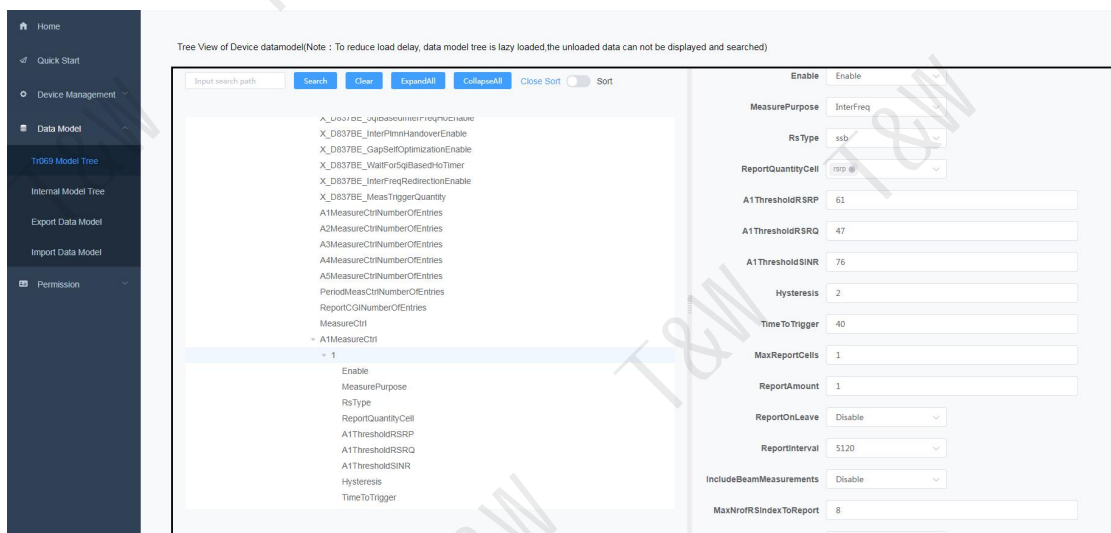 Home
Quick Start
Device Management
Data Model
Tr069 Model Tree
Internal Model Tree
Export Data Model
Import Data Model
Permission
Tree View of Device datamodel(Note : To reduce load delay, data model tree is lazy loaded,the unloaded data can not be displayed and searched)
Input search path Search Clear ExpandAll CollapseAll Close Sort Sort
X_D837BE_5qiBasedInterFreqHoEnable
X_D837BE_InterPlmnHandoverEnable
X_D837BE_GapSelfOptimizationEnable
X_D837BE_WaitFor5qiBasedHoTimer
X_D837BE_InterFreqRedirectionEnable
X_D837BE_MeasTriggerQuantity
A1MeasureCtrlNumberOfEntries
A2MeasureCtrlNumberOfEntries
A3MeasureCtrlNumberOfEntries
A4MeasureCtrlNumberOfEntries
A5MeasureCtrlNumberOfEntries
PeriodMeasCtrlNumberOfEntries
ReportCGINumberOfEntries
MeasureCtrl
A1MeasureCtrl
1
Enable
MeasurePurpose
RsType
ReportQuantityCell
A1ThresholdRSRP
A1ThresholdRSRQ
A1ThresholdSINR
Hysteresis
TimeToTrigger
Enable Enable
MeasurePurpose InterFreq
RsType ssb
ReportQuantityCell rsrp
A1ThresholdRSRP 61
A1ThresholdRSRQ 47
A1ThresholdSINR 76
Hysteresis 2
TimeToTrigger 40
MaxReportCells 1
ReportAmount 1
ReportOnLeave Disable
ReportInterval 5120
IncludeBeamMeasurements Disable
MaxNrofRSIndexToReport 8
T&W
T&W
T&W
T&W